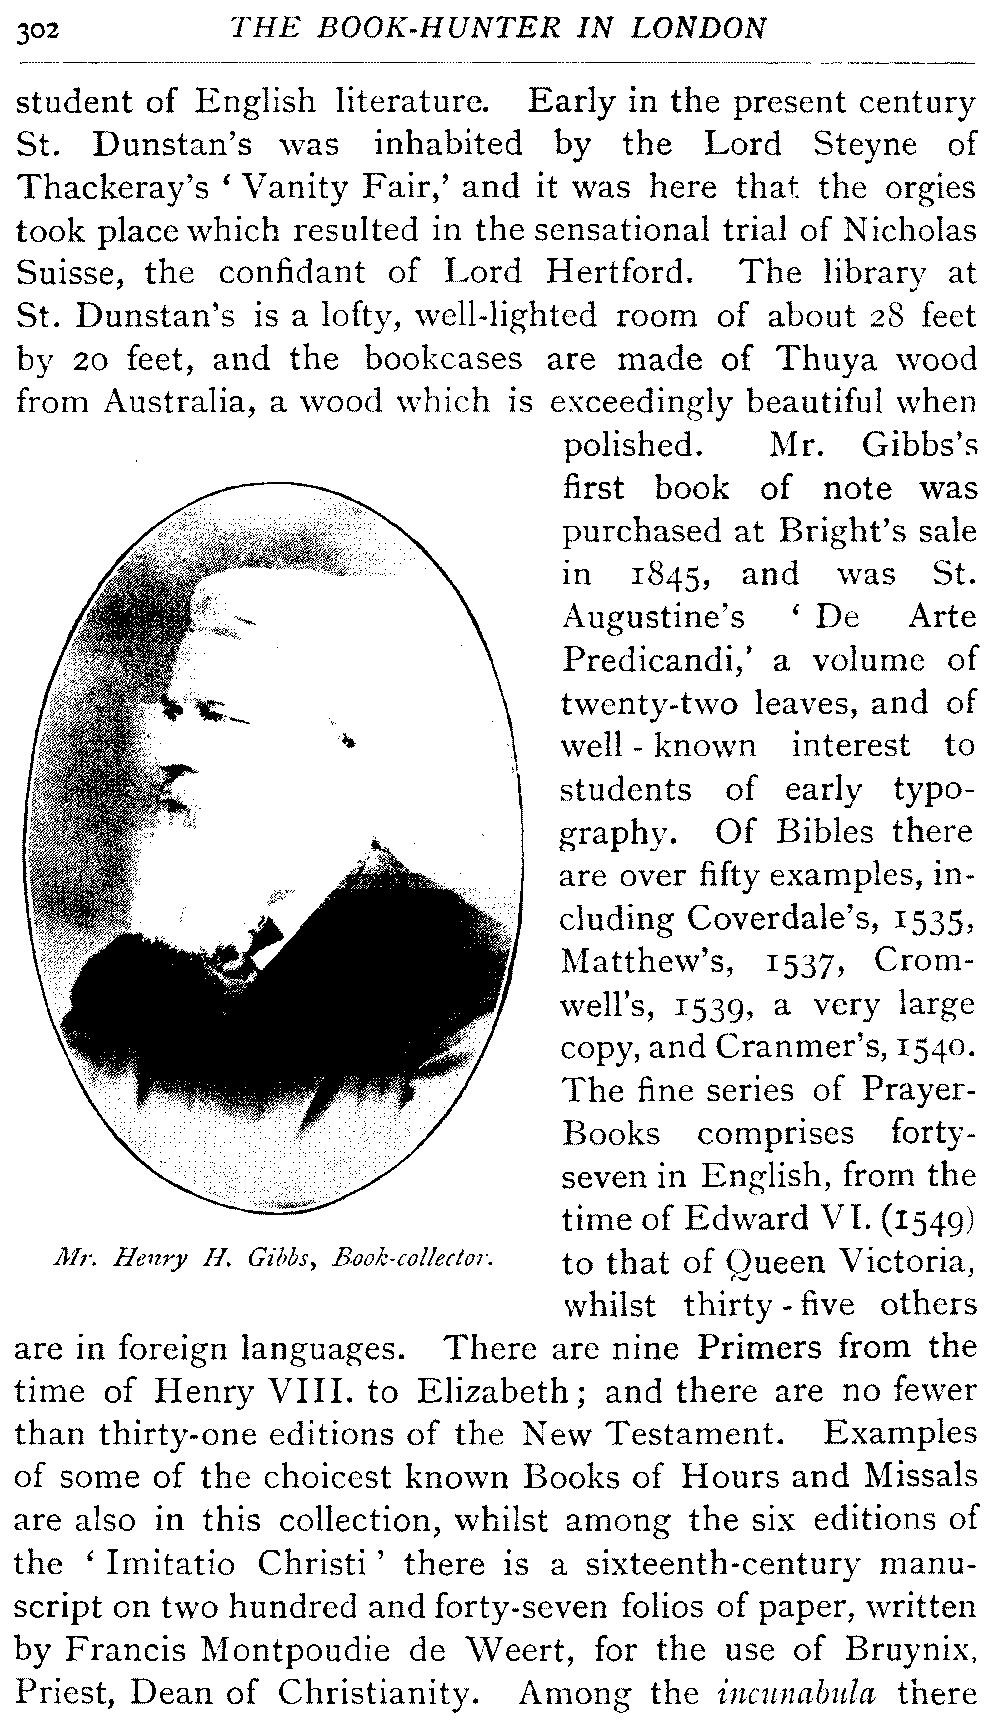 302 THE BOOK-HUNTER IN LONDON
student of English literature. Early in the present century
St. Dunstan's was inhabited by the Lord Steyne of
Thackeray's ‘Vanity Fair,’ and it was here that the orgies
took place which resulted in the sensational trial of Nicholas
Suisse, the confidant of Lord Hertford. The library at
St. Dunstan's is a lofty, well-lighted room of about 28 feet
by 20 feet, and the bookcases are made of Thuya wood
from Australia, a wood which is exceedingly beautiful when
polished. Mr. Gibbs's
first book of note was
purchased at Bright's sale
in 1845, and was St.
Augustine's ‘De Arte
Predicandi,’ a volume of
twenty-two leaves, and of
well-known interest to
students of early typo-
graphy. Of Bibles there
are over fifty examples, in-
cluding Coverdale's, 1535,
Matthew's, 1537, Crom-
well's, 1539, a very large
copy, and Cranmer's, 1540.
The fine series of Prayer-
Books comprises forty-
seven in English, from the
time of Edward VI. (1549)
to that of Queen Victoria,
whilst thirty-five others
Mr. Henry H. Gibbs, Book-collector.
are in foreign languages. There are nine Primers from the
time of Henry VIII. to Elizabeth; and there are no fewer
than thirty-one editions of the New Testament. Examples
of some of the choicest known Books of Hours and Missals
are also in this collection, whilst among the six editions of
the ‘Imitatio Christi’ there is a sixteenth-century manu-
script on two hundred and forty-seven folios of paper, written
by Francis Montpoudie de Weert, for the use of Bruynix,
Priest, Dean of Christianity. Among the incunabula there